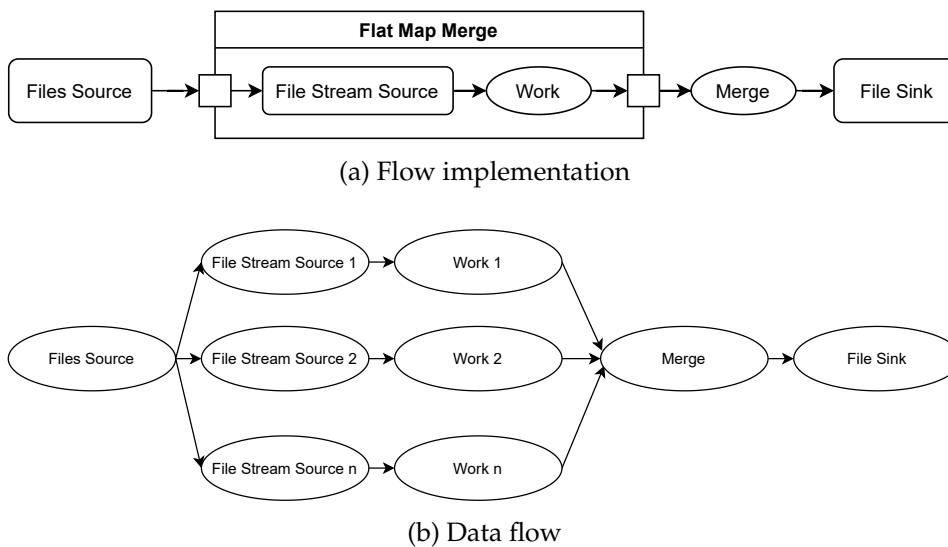 Flat Map Merge
Files Source
File Stream Source
Work
Merge
File Sink
(a) Flow implementation
File Stream Source 1
Work 1
Files Source
File Stream Source 2
Work 2
Merge
File Sink
File Stream Source n
Work n
(b) Data flow